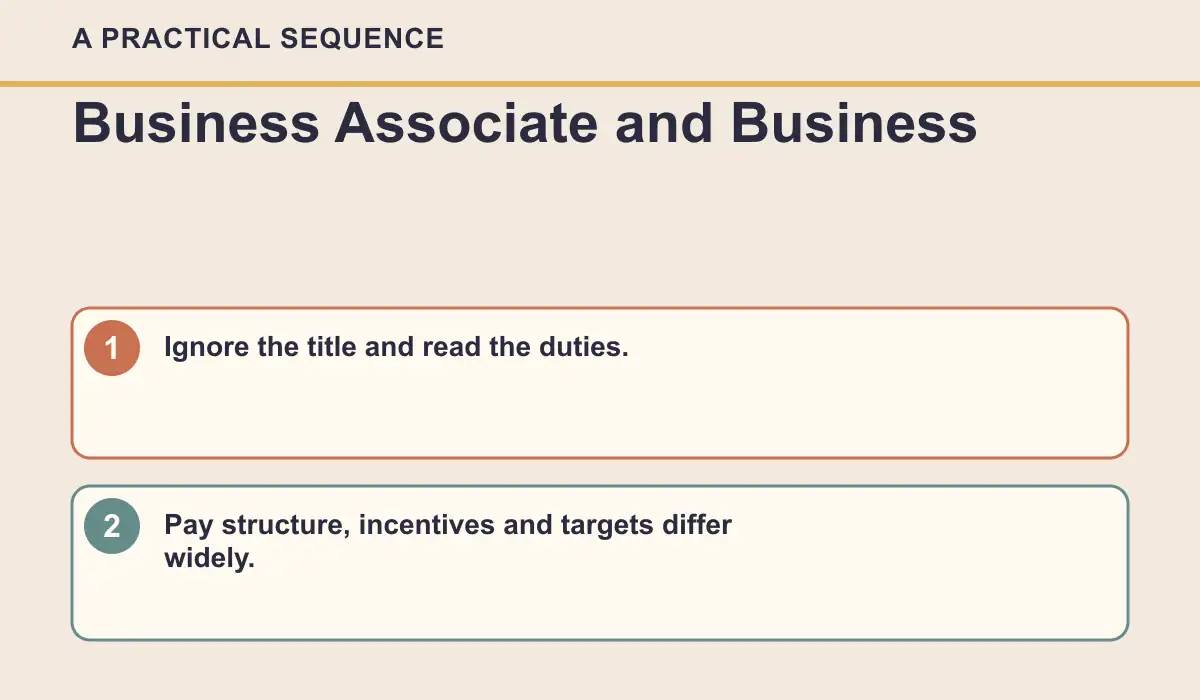 A PRACTICAL SEQUENCE
Business Associate and Business
1
Ignore the title and read the duties.
2
Pay structure, incentives and targets differ
widely.